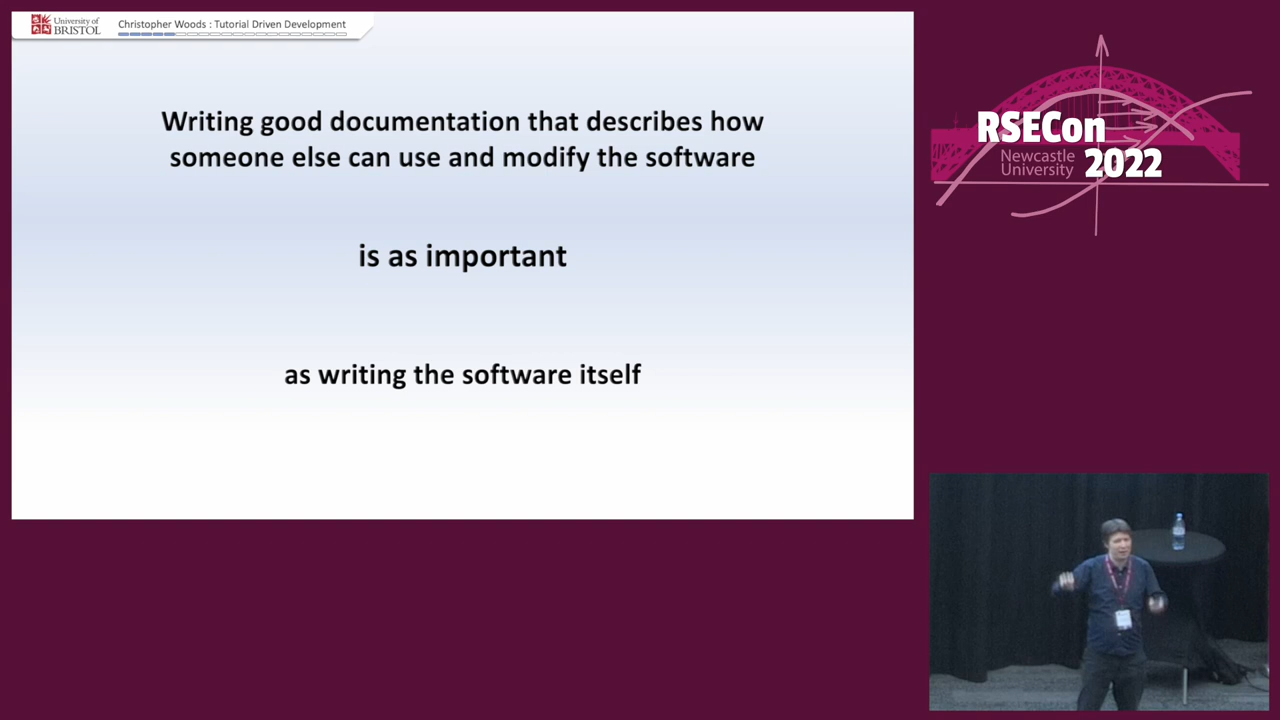 University of
BRISTOL
Christopher Woods : Tutorial Driven Development
Writing good documentation that describes how
someone else can use and modify the software
is as important
as writing the software itself
RSECon
Newcastle
University
2022